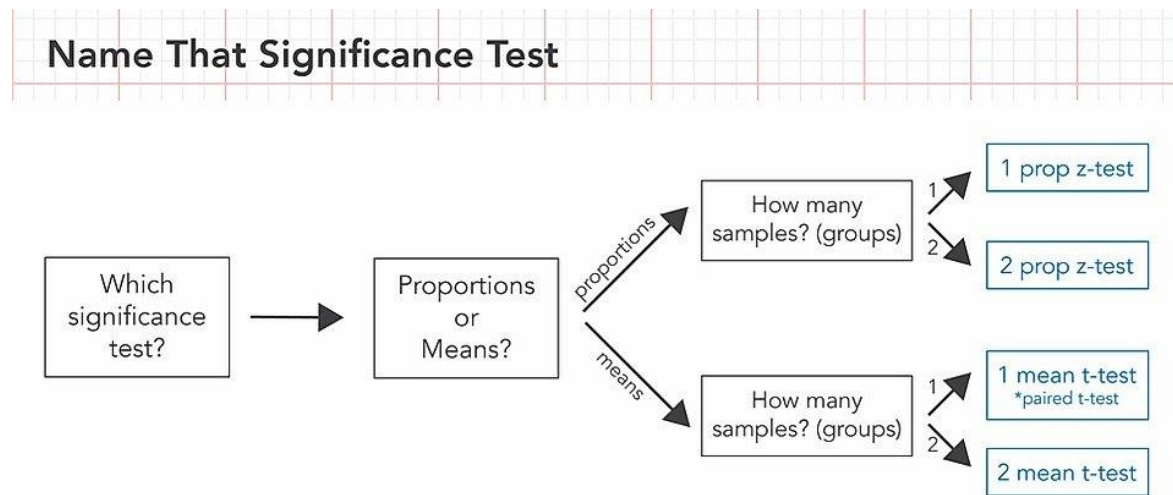 Name That Significance Test
Which
significance
test?
Proportions
or
Means?
proportions
means
How many
samples? (groups)
1
2
1 prop z-test
2 prop z-test
How many
samples? (groups)
1
2
1 mean t-test
*paired t-test
2 mean t-test